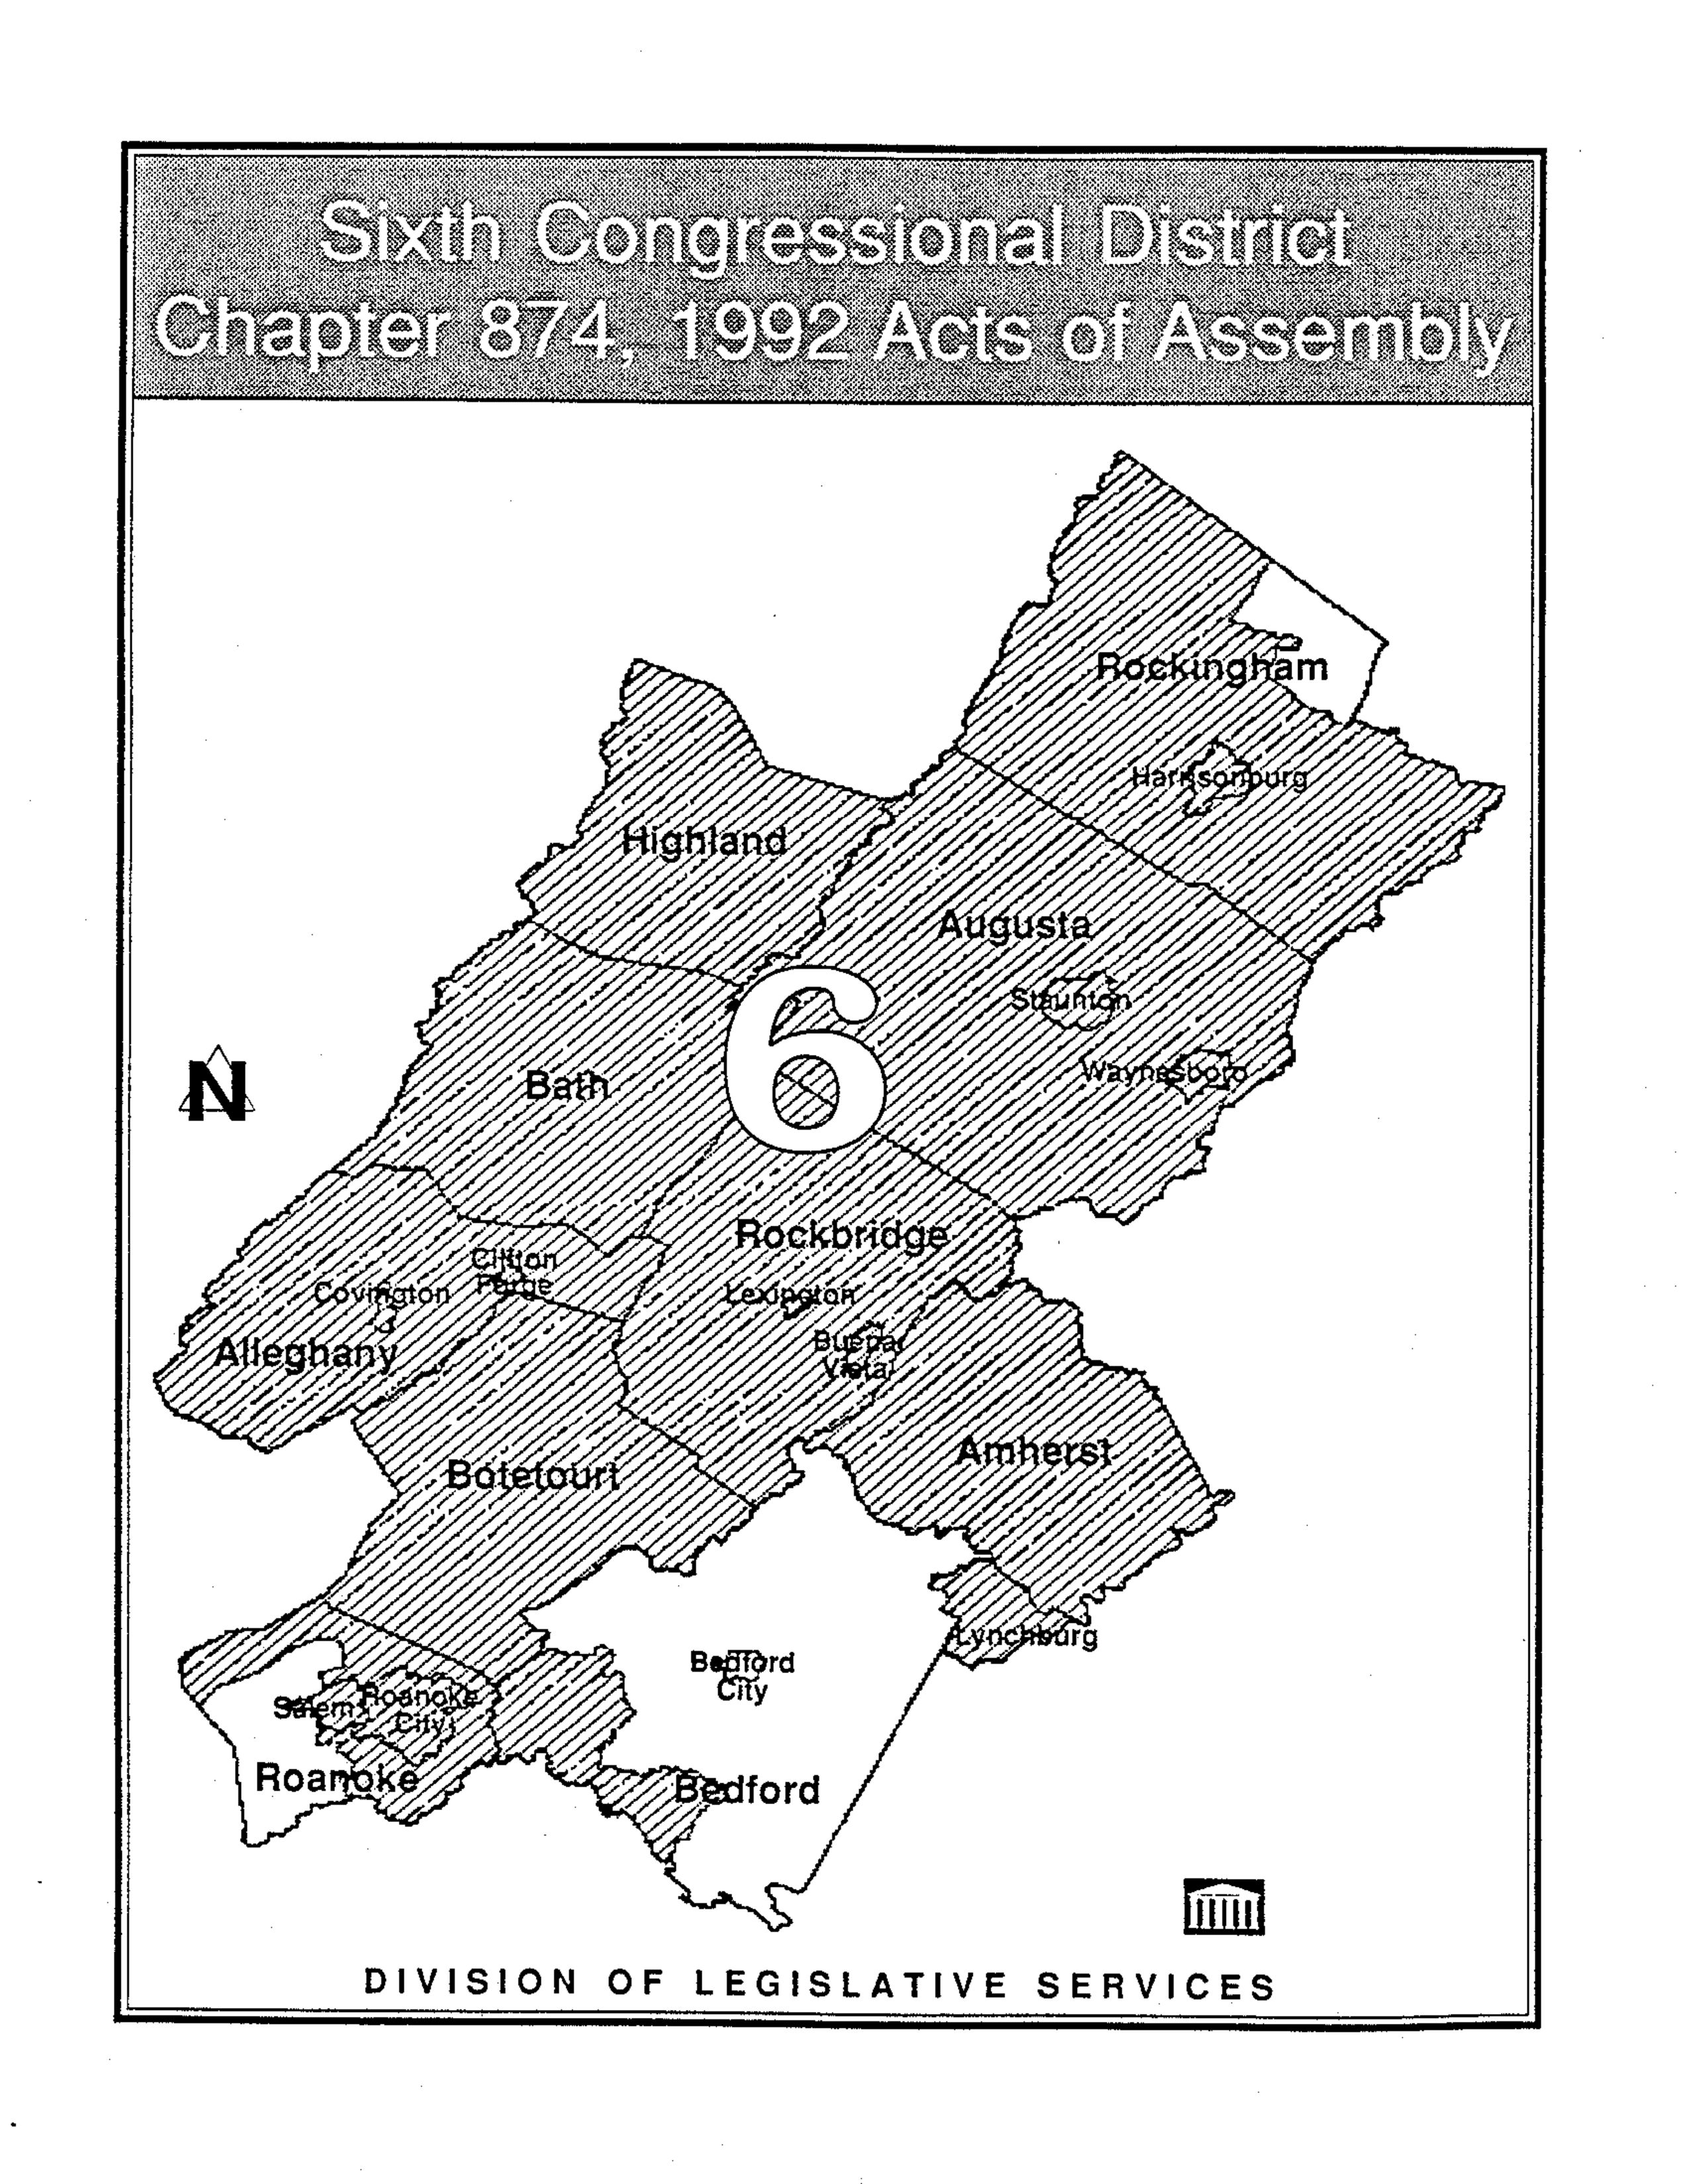 Sixth Congressional District
Chapter 874, 1992 Acts of Assembly
Rockingham
Harrisonburg
Highland
Augusta
Staunton
6
Waynesboro
Bath
N
Rockbridge
Clifton
Forge
Covington
Lexington
Buena
Vista
Alleghany
Amherst
Botetourt
Lynchburg
Bedford
City
Salem
Roanoke
City
Roanoke
Bedford
DIVISION OF LEGISLATIVE SERVICES